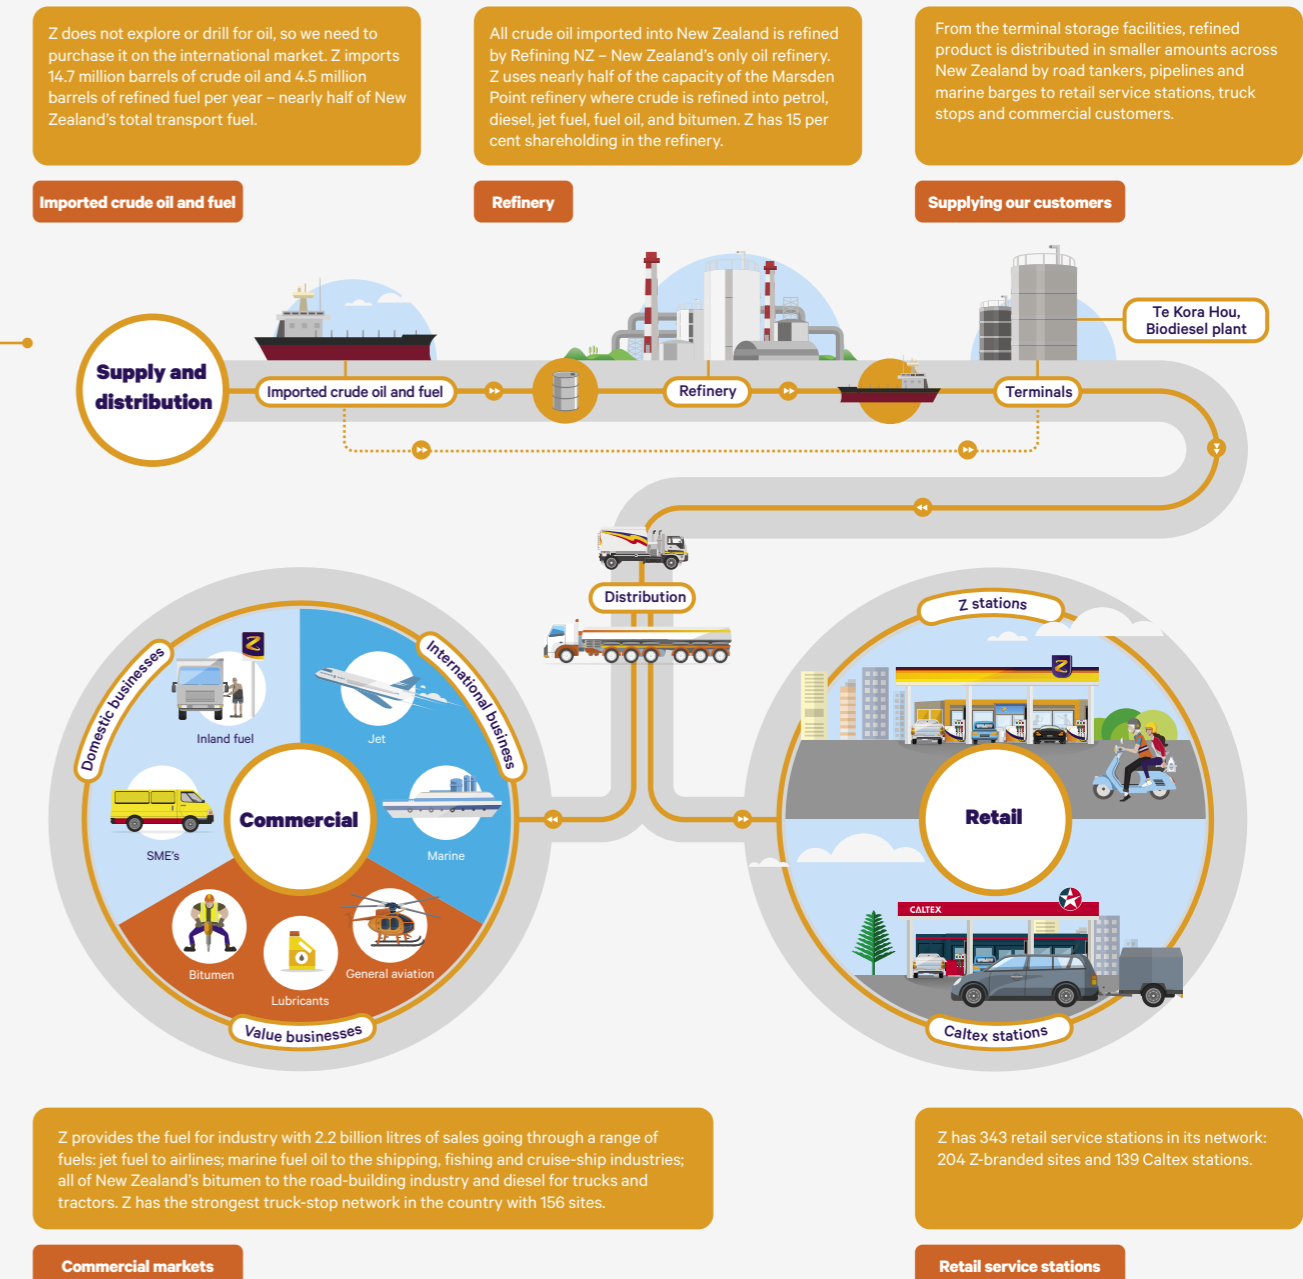 Z does not explore or drill for oil, so we need to
purchase it on the international market. Z imports
14.7 million barrels of crude oil and 4.5 million
barrels of refined fuel per year – nearly half of New
Zealand's total transport fuel.
All crude oil imported into New Zealand is refined
by Refining NZ – New Zealand's only oil refinery.
Z uses nearly half of the capacity of the Marsden
Point refinery where crude is refined into petrol,
diesel, jet fuel, fuel oil, and bitumen. Z has 15 per
cent shareholding in the refinery.
From the terminal storage facilities, refined
product is distributed in smaller amounts across
New Zealand by road tankers, pipelines and
marine barges to retail service stations, truck
stops and commercial customers.
Imported crude oil and fuel
Refinery
Supplying our customers
Te Kora Hou,
Biodiesel plant
Supply and
distribution
Imported crude oil and fuel
Refinery
Terminals
Distribution
Domestic businesses
International business
Z
Inland fuel
Jet
SME's
Commercial
Marine
Bitumen
Lubricants
General aviation
Value businesses
Z stations
Z
Retail
CALTEX
Caltex stations
Z provides the fuel for industry with 2.2 billion litres of sales going through a range of
fuels: jet fuel to airlines; marine fuel oil to the shipping, fishing and cruise-ship industries;
all of New Zealand's bitumen to the road-building industry and diesel for trucks and
tractors. Z has the strongest truck-stop network in the country with 156 sites.
Z has 343 retail service stations in its network:
204 Z-branded sites and 139 Caltex stations.
Commercial markets
Retail service stations